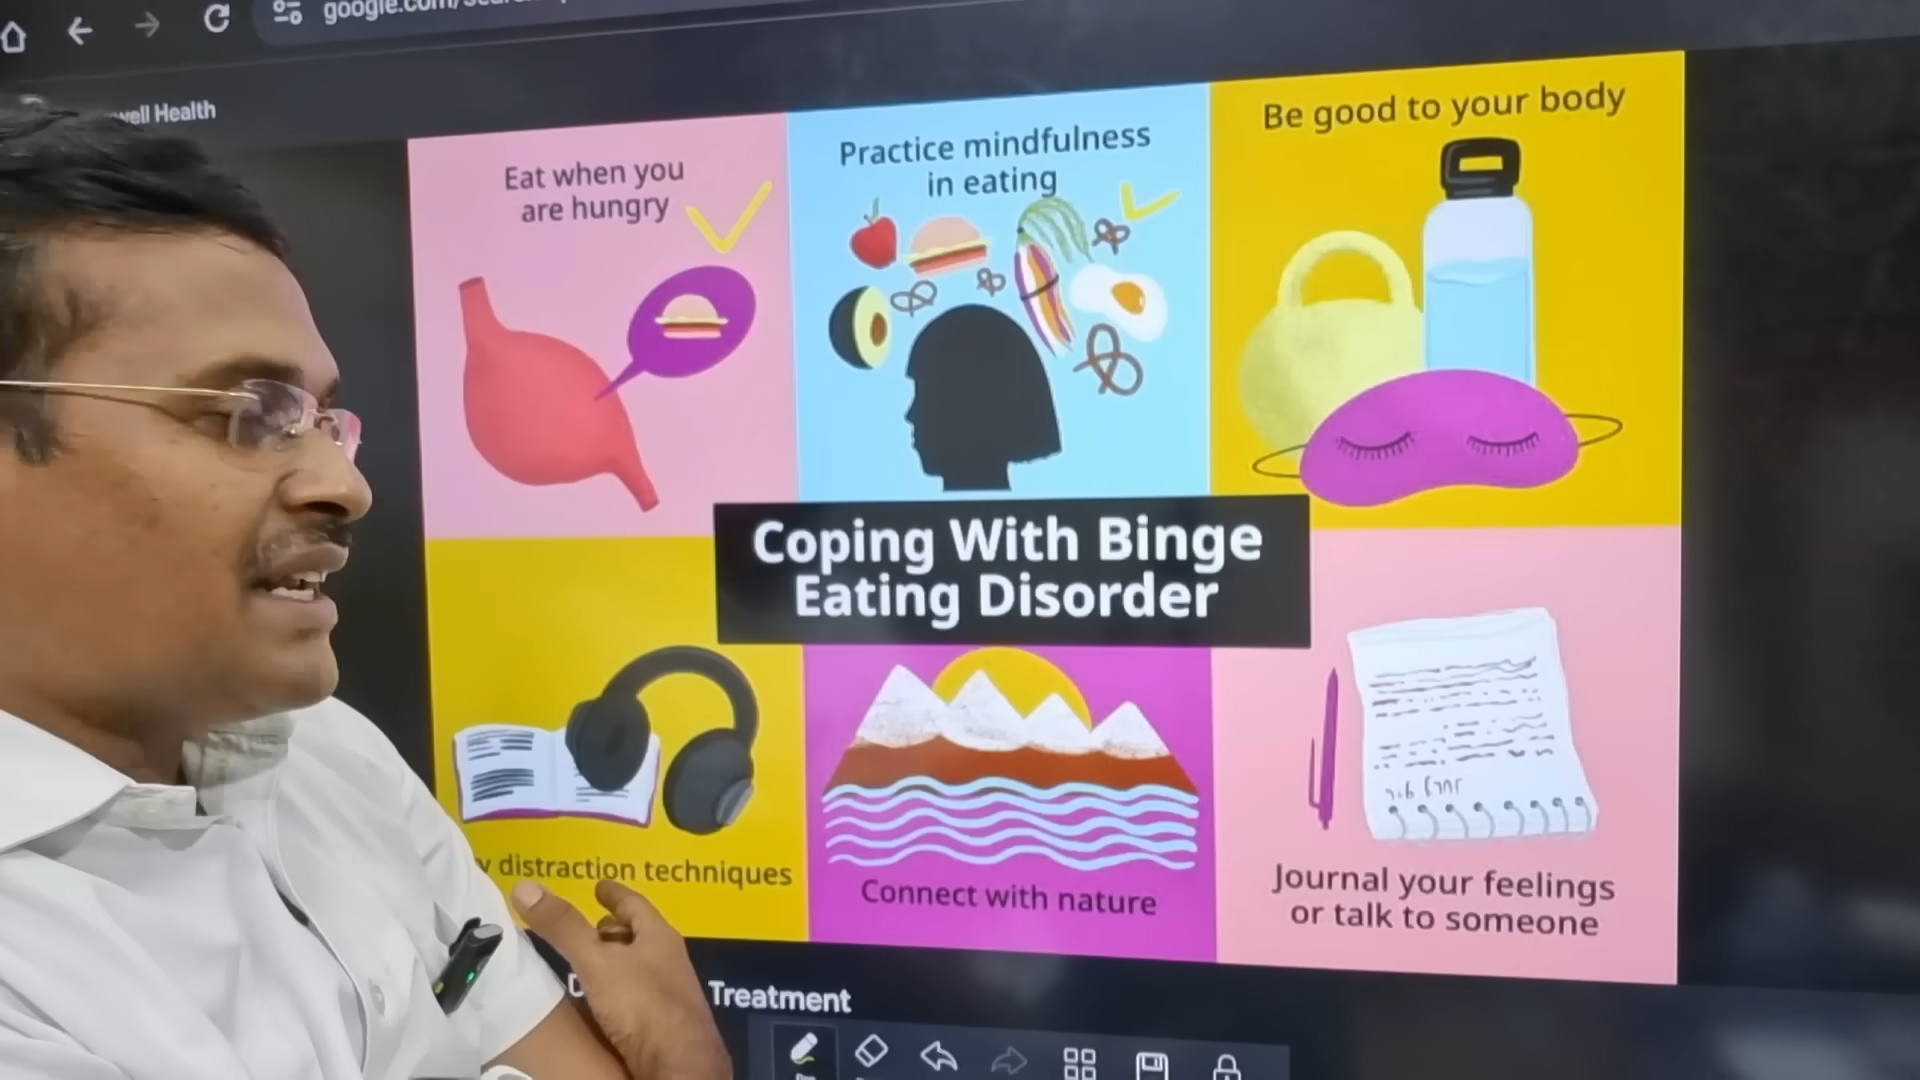 google.com/sear
well Health
Eat when you
are hungry
Practice mindfulness
in eating
Be good to your body
Coping With Binge
Eating Disorder
distraction techniques
Connect with nature
Journal your feelings
or talk to someone
Treatment